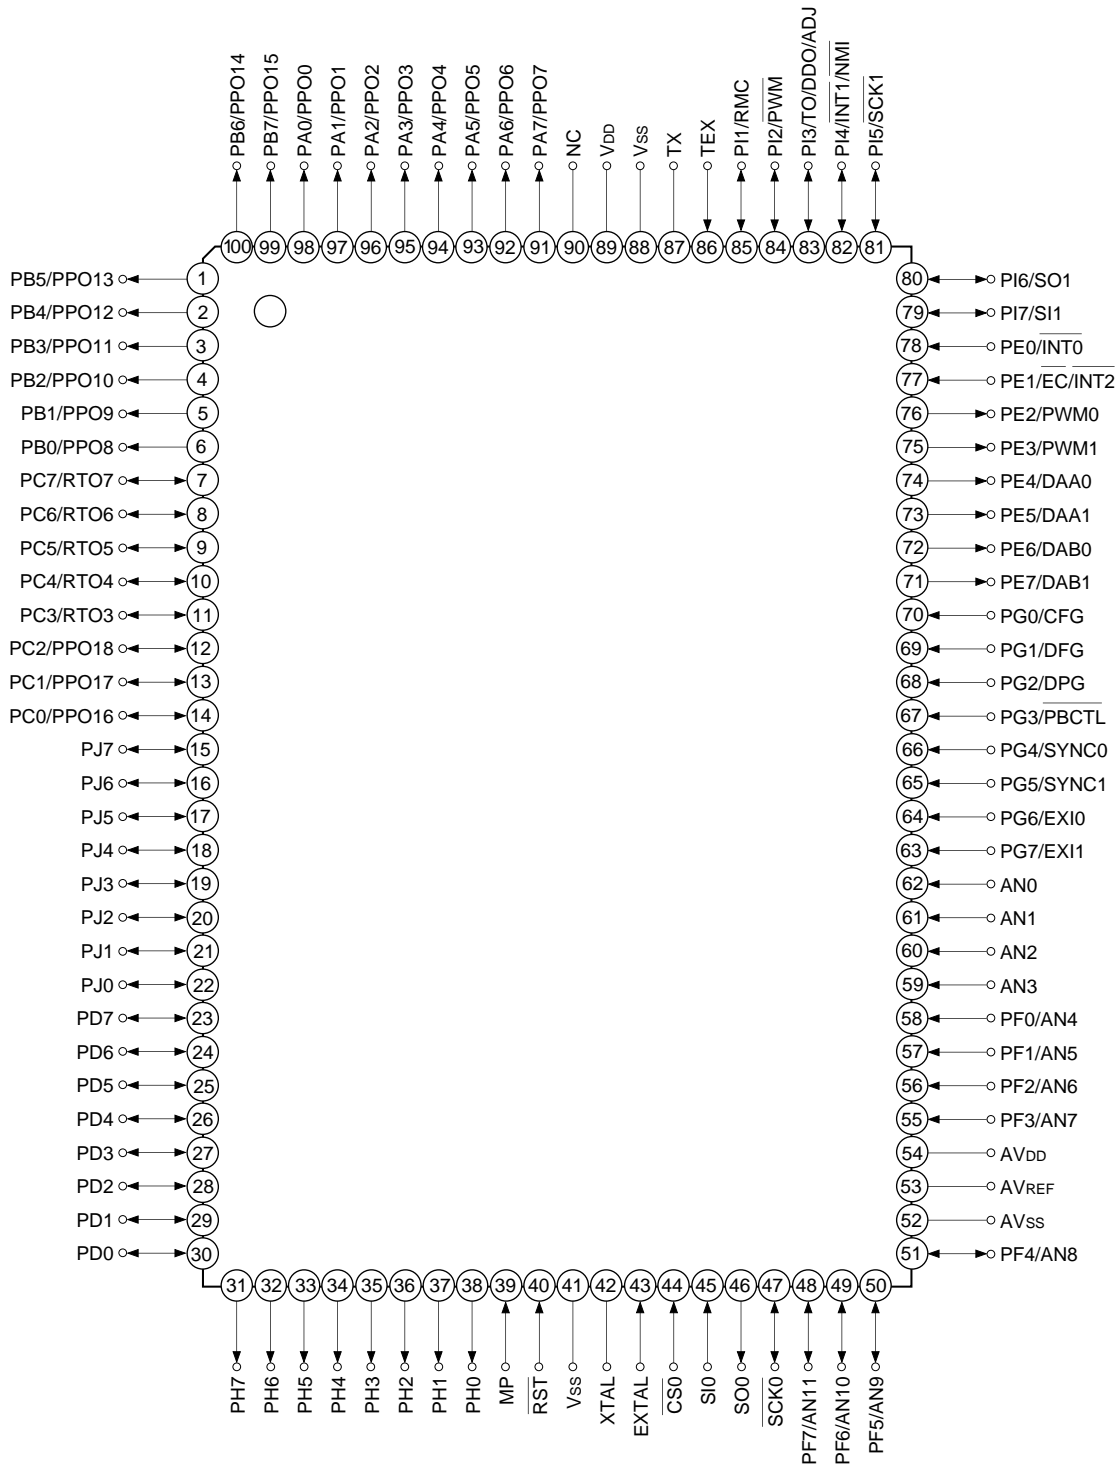 PB6/PPO14
PB7/PPO15
PA0/PPO0
PA1/PPO1
PA2/PPO2
PA3/PPO3
PA4/PPO4
PA5/PPO5
PA6/PPO6
PA7/PPO7
NC
VDD
VSS
TX
TEX
PI1/RMC
PI2/PWM
PI3/TO/DDO/ADJ
PI4/INT1/NMI
PI5/SCK1
100 99 98 97 96 95 94 93 92 91 90 89 88 87 86 85 84 83 82 81
PB5/PPO13 1
PB4/PPO12 2
PB3/PPO11 3
PB2/PPO10 4
PB1/PPO9 5
PB0/PPO8 6
PC7/RTO7 7
PC6/RTO6 8
PC5/RTO5 9
PC4/RTO4 10
PC3/RTO3 11
PC2/PPO18 12
PC1/PPO17 13
PC0/PPO16 14
PJ7 15
PJ6 16
PJ5 17
PJ4 18
PJ3 19
PJ2 20
PJ1 21
PJ0 22
PD7 23
PD6 24
PD5 25
PD4 26
PD3 27
PD2 28
PD1 29
PD0 30
80 PI6/SO1
79 PI7/SI1
78 PE0/INT0
77 PE1/EC/INT2
76 PE2/PWM0
75 PE3/PWM1
74 PE4/DAA0
73 PE5/DAA1
72 PE6/DAB0
71 PE7/DAB1
70 PG0/CFG
69 PG1/DFG
68 PG2/DPG
67 PG3/PBCTL
66 PG4/SYNC0
65 PG5/SYNC1
64 PG6/EXI0
63 PG7/EXI1
62 AN0
61 AN1
60 AN2
59 AN3
58 PF0/AN4
57 PF1/AN5
56 PF2/AN6
55 PF3/AN7
54 AVDD
53 AVREF
52 AVSS
51 PF4/AN8
31 32 33 34 35 36 37 38 39 40 41 42 43 44 45 46 47 48 49 50
PH7
PH6
PH5
PH4
PH3
PH2
PH1
PH0
MP
RST
VSS
XTAL
EXTAL
CS0
SI0
SO0
SCK0
PF7/AN11
PF6/AN10
PF5/AN9